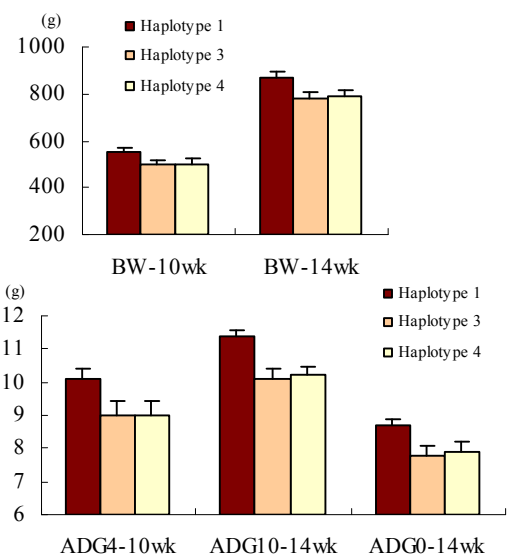 (g)
1000
800
600
400
200
Haplotype 1
Haplotype 3
Haplotype 4
BW-10wk BW-14wk
(g)
12
11
10
9
8
7
6
Haplotype 1
Haplotype 3
Haplotype 4
ADG4-10wk ADG10-14wk ADG0-14wk